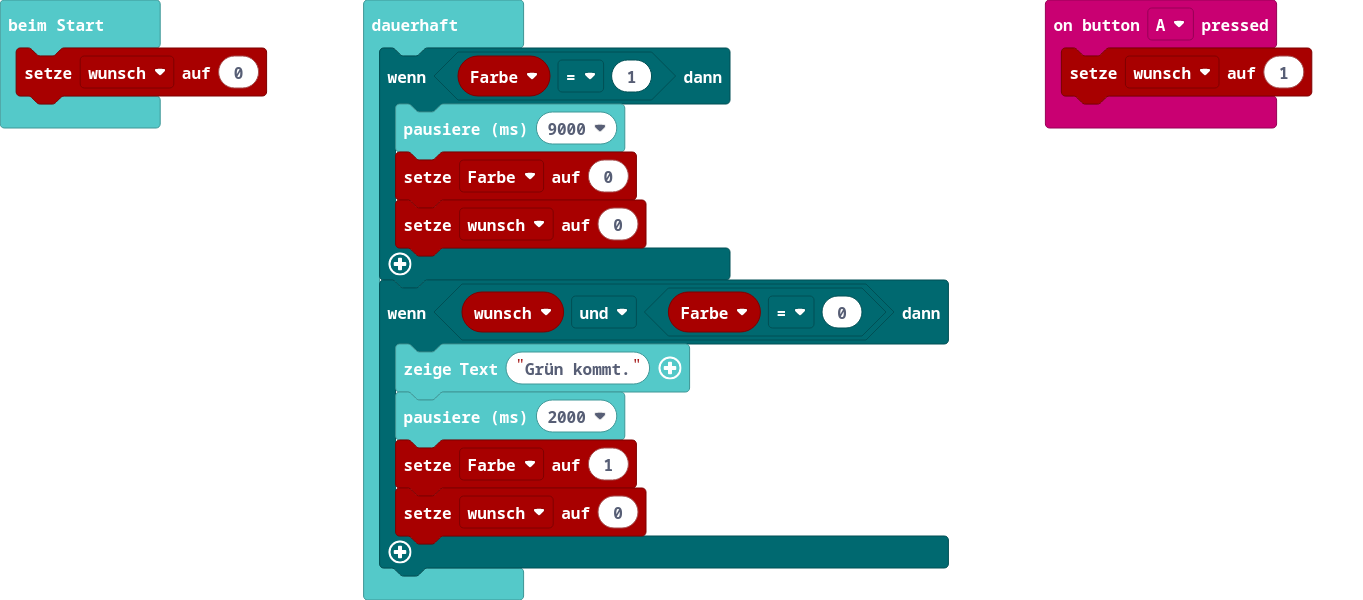 beim Start
setze wunsch auf 0
dauerhaft
wenn Farbe = 1 dann
pausiere (ms) 9000
setze Farbe auf 0
setze wunsch auf 0
wenn wunsch und Farbe = 0 dann
zeige Text "Grün kommt."
pausiere (ms) 2000
setze Farbe auf 1
setze wunsch auf 0
on button A pressed
setze wunsch auf 1